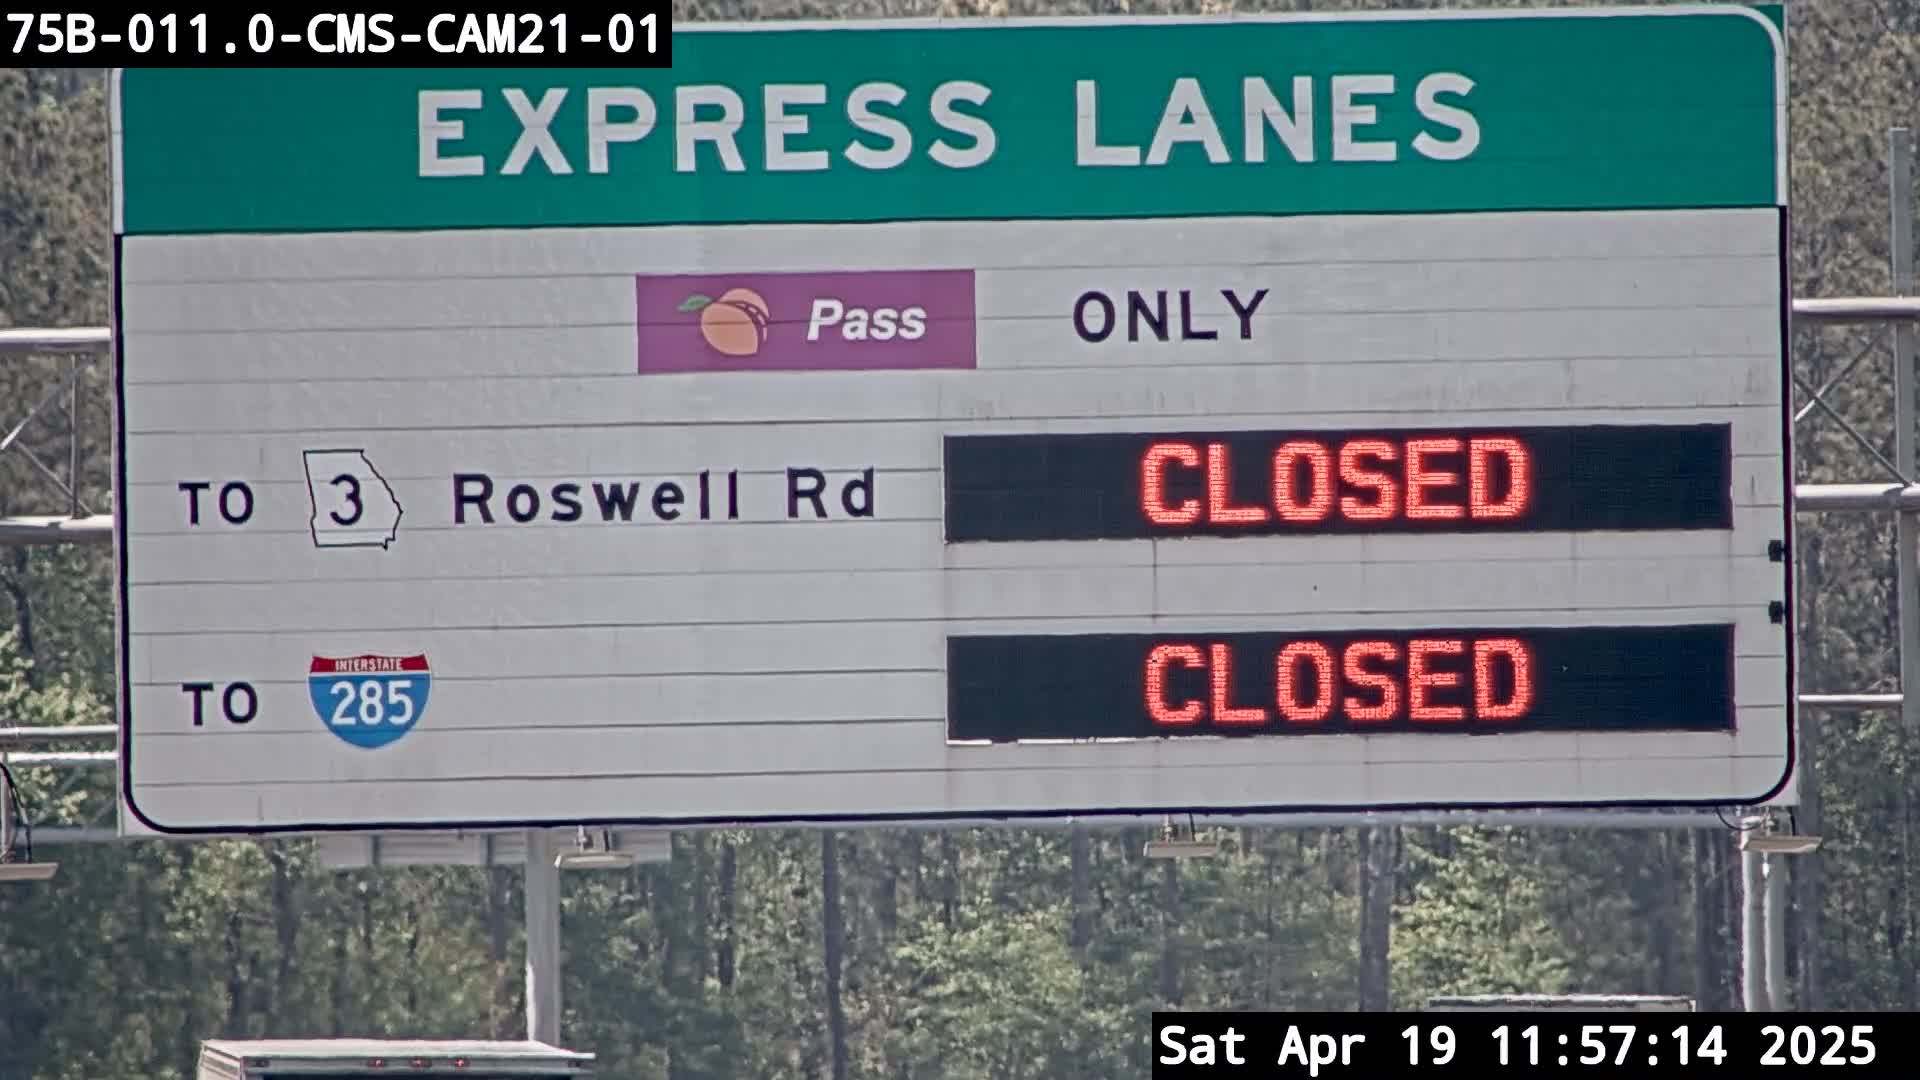 75B-011.0-CMS-CAM21-01
EXPRESS LANES
Pass ONLY
TO 3 Roswell Rd CLOSED
TO INTERSTATE 285 CLOSED
Sat Apr 19 11:57:14 2025